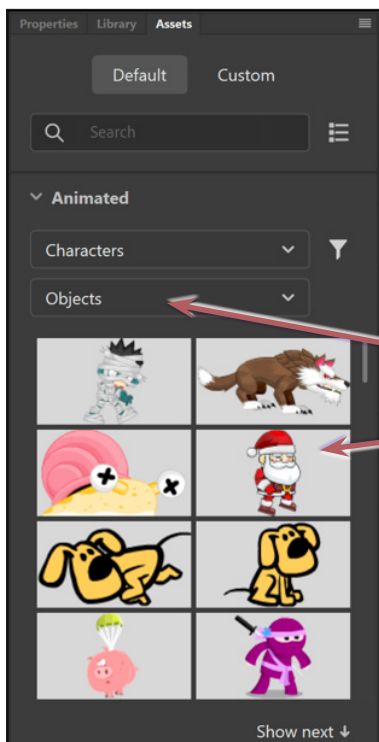 Properties Library Assets
Default Custom
Search
Animated
Characters
Objects
Show next ↓